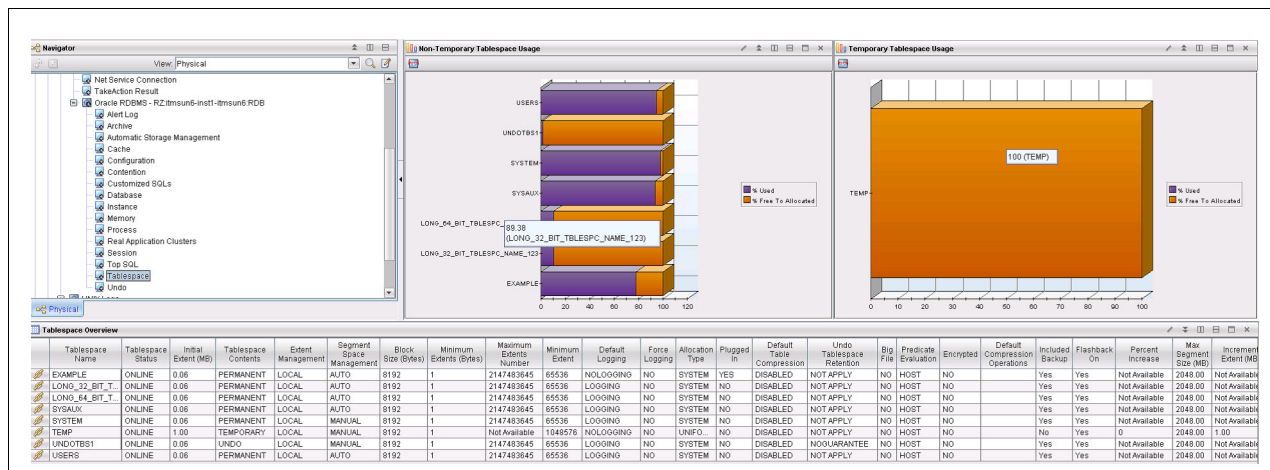 Navigator
View: Physical
Net Service Connection
TakeAction Result
Oracle RDBMS - RZ:itmsun6-inst1-itmsun6:RDB
Alert Log
Archive
Automatic Storage Management
Cache
Configuration
Contention
Customized SQLs
Database
Instance
Memory
Process
Real Application Clusters
Session
Top SQL
Tablespace
Undo
Physical
Non-Temporary Tablespace Usage
USERS
UNDOTBS1
SYSTEM
SYSAUX
LONG_64_BIT_TBLESPC_
LONG_32_BIT_TBLESPC_NAME_123
EXAMPLE
89.38
(LONG_32_BIT_TBLESPC_NAME_123)
0 20 40 60 80 100 120
% Used
% Free To Allocated
Temporary Tablespace Usage
100 (TEMP)
TEMP
0 10 20 30 40 50 60 70 80 90 100
% Used
% Free To Allocated
Tablespace Overview
Tablespace Name Tablespace Status Initial Extent (MB) Tablespace Contents Extent Management Segment Space Management Block Size (Bytes) Minimum Extents (Bytes) Maximum Extents Number Minimum Extent Default Logging Force Logging Allocation Type Plugged In Default Table Compression Undo Tablespace Retention Big File Predicate Evaluation Encrypted Default Compression Operations Included Backup Flashback On Percent Increase Max Segment Size (MB) Increment Extent (MB
EXAMPLE ONLINE 0.06 PERMANENT LOCAL AUTO 8192 1 2147483645 65536 NOLOGGING NO SYSTEM YES DISABLED NOT APPLY NO HOST NO Yes Yes Not Available 2048.00 Not Available
LONG_32_BIT_T... ONLINE 0.06 PERMANENT LOCAL AUTO 8192 1 2147483645 65536 LOGGING NO SYSTEM NO DISABLED NOT APPLY NO HOST NO Yes Yes Not Available 2048.00 Not Available
LONG_64_BIT_T... ONLINE 0.06 PERMANENT LOCAL AUTO 8192 1 2147483645 65536 LOGGING NO SYSTEM NO DISABLED NOT APPLY NO HOST NO Yes Yes Not Available 2048.00 Not Available
SYSAUX ONLINE 0.06 PERMANENT LOCAL AUTO 8192 1 2147483645 65536 LOGGING NO SYSTEM NO DISABLED NOT APPLY NO HOST NO Yes Yes Not Available 2048.00 Not Available
SYSTEM ONLINE 0.06 PERMANENT LOCAL MANUAL 8192 1 2147483645 65536 LOGGING NO SYSTEM NO DISABLED NOT APPLY NO HOST NO Yes Yes Not Available 2048.00 Not Available
TEMP ONLINE 1.00 TEMPORARY LOCAL MANUAL 8192 1 Not Available 1048576 NOLOGGING NO UNIFO... NO DISABLED NOT APPLY NO HOST NO No Yes 0 2048.00 1.00
UNDOTBS1 ONLINE 0.06 UNDO LOCAL MANUAL 8192 1 2147483645 65536 LOGGING NO SYSTEM NO DISABLED NOGUARANTEE NO HOST NO Yes Yes Not Available 2048.00 Not Available
USERS ONLINE 0.06 PERMANENT LOCAL AUTO 8192 1 2147483645 65536 LOGGING NO SYSTEM NO DISABLED NOT APPLY NO HOST NO Yes Yes Not Available 2048.00 Not Available